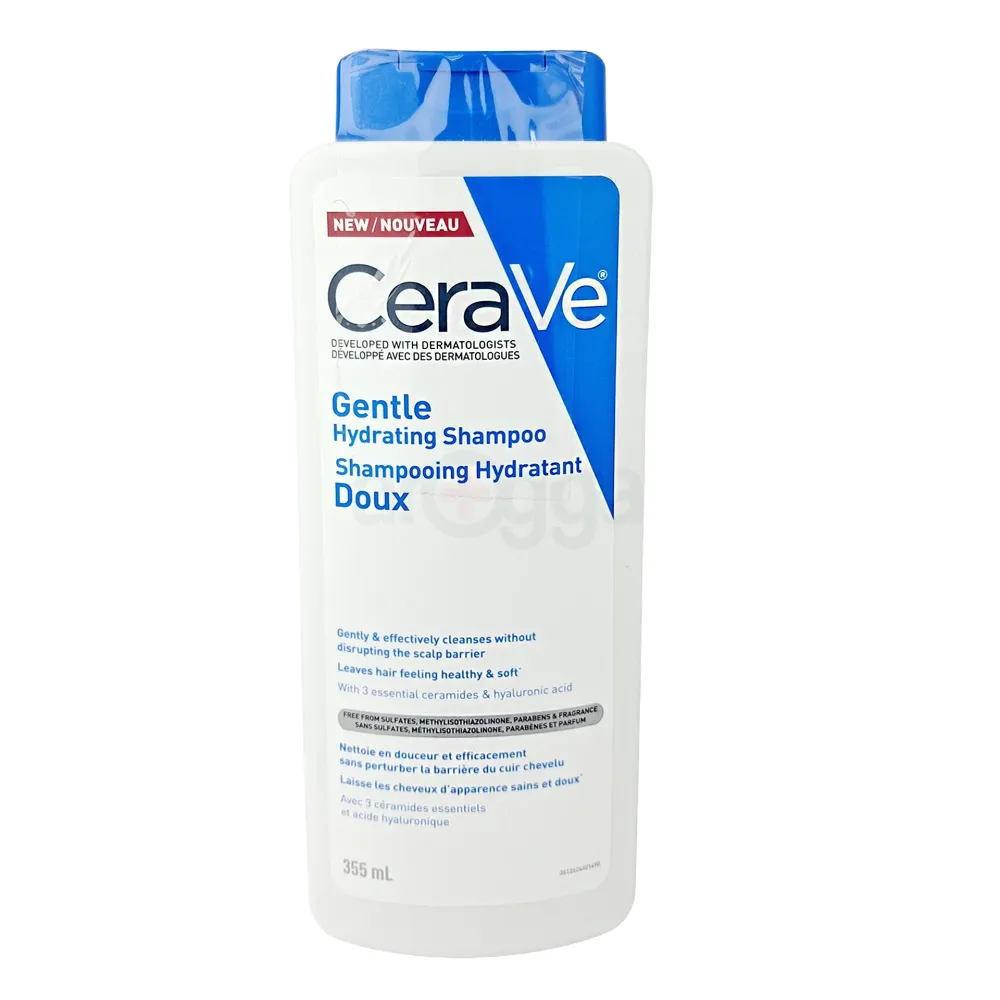 NEW / NOUVEAU
CeraVe®
DEVELOPED WITH DERMATOLOGISTS
DÉVELOPPÉ AVEC DES DERMATOLOGUES
Gentle
Hydrating Shampoo
Shampooing Hydratant
Doux
Gently & effectively cleanses without
disrupting the scalp barrier
Leaves hair feeling healthy & soft*
With 3 essential ceramides & hyaluronic acid
FREE FROM SULFATES, METHYLISOTHIAZOLINONE, PARABENS & FRAGRANCE
SANS SULFATES, MÉTHYLISOTHIAZOLINONE, PARABÈNES ET PARFUM
Nettoie en douceur et efficacement
sans perturber la barrière du cuir chevelu
Laisse les cheveux d'apparence sains et doux*
Avec 3 céramides essentiels
et acide hyaluronique
355 mL